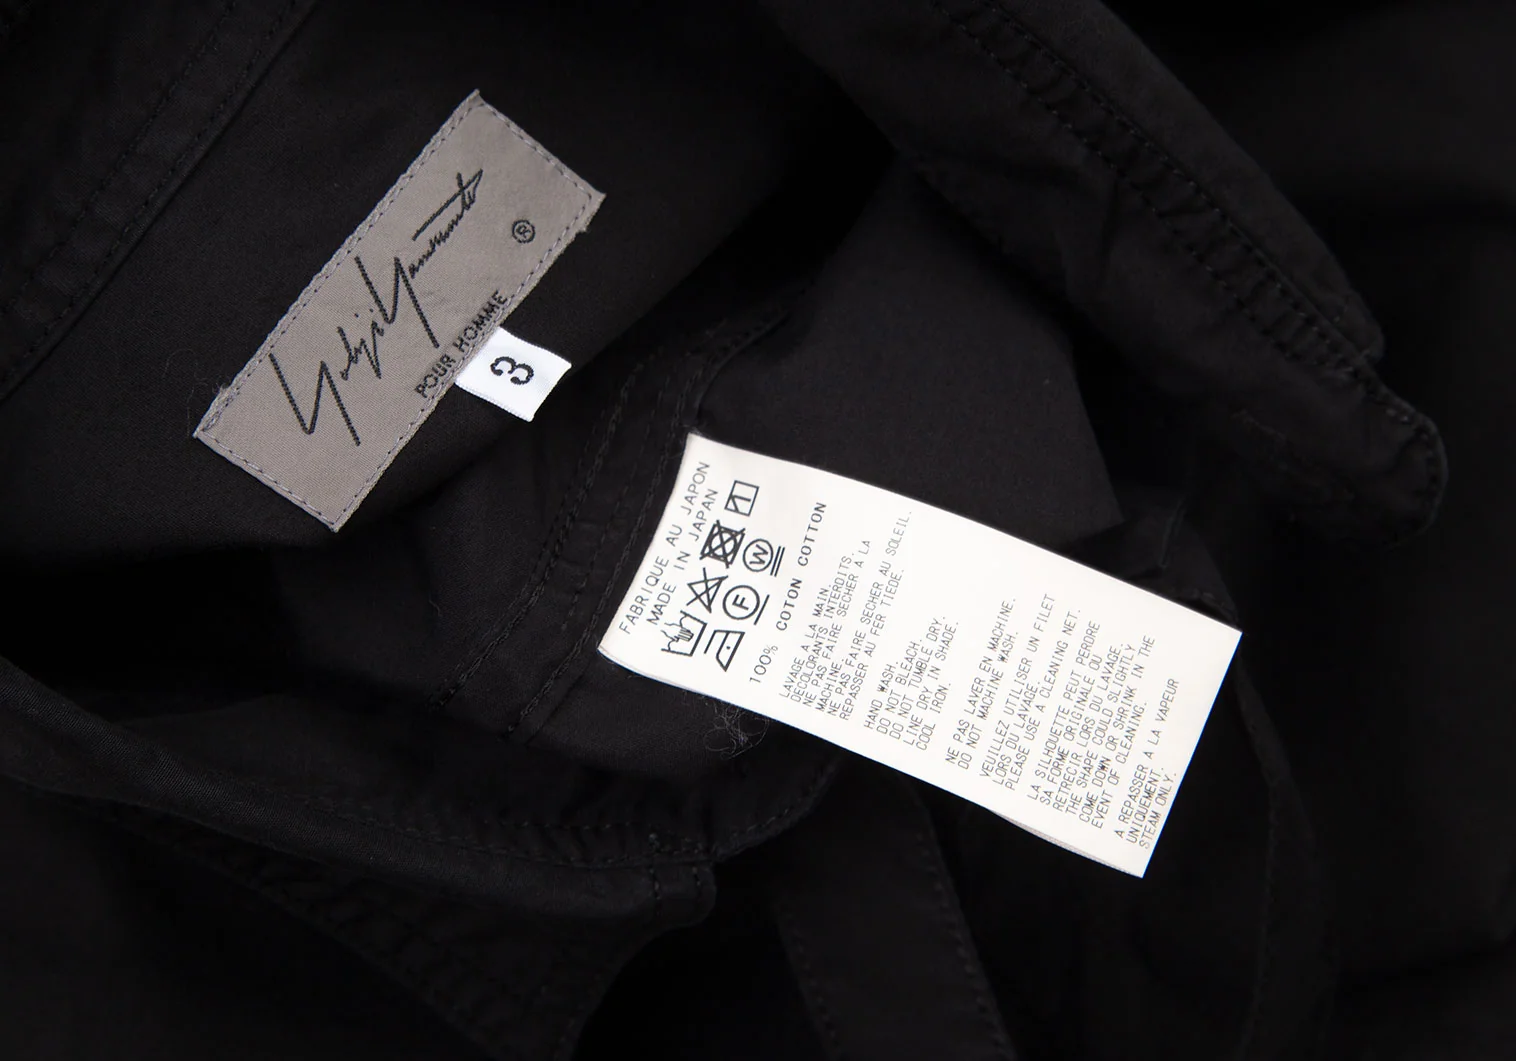 Yohji Yamamoto
®
POUR HOMME
3
FABRIQUE AU JAPON
MADE IN JAPAN
F W
100% COTON COTTON
LAVAGE A LA MAIN.
DECOLORANTS INTERDITS.
NE PAS FAIRE SECHER A LA
MACHINE.
NE PAS FAIRE SECHER AU SOLEIL.
REPASSER AU FER TIEDE.
HAND WASH.
DO NOT BLEACH.
DO NOT TUMBLE DRY.
LINE DRY IN SHADE.
COOL IRON.
NE PAS LAVER EN MACHINE.
DO NOT MACHINE WASH.
VEUILLEZ UTILISER UN FILET
LORS DU LAVAGE.
PLEASE USE A CLEANING NET.
LA SILHOUETTE PEUT PERDRE
SA FORME ORIGINALE OU
RETRECIR LORS DU LAVAGE.
THE SHAPE COULD SLIGHTLY
COME DOWN OR SHRINK IN THE
EVENT OF CLEANING.
A REPASSER A LA VAPEUR
UNIQUEMENT.
STEAM ONLY.